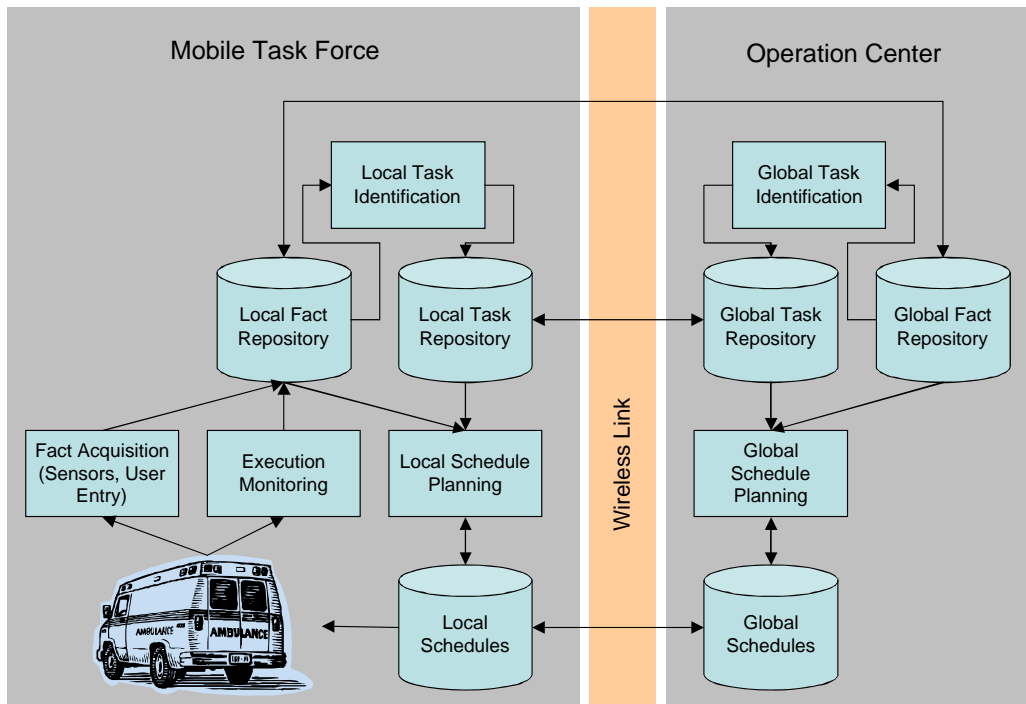 Mobile Task Force
Operation Center
Local Task
Identification
Global Task
Identification
Local Fact
Repository
Local Task
Repository
Global Task
Repository
Global Fact
Repository
Wireless Link
Fact Acquisition
(Sensors, User
Entry)
Execution
Monitoring
Local Schedule
Planning
Global
Schedule
Planning
AMBULANCE
AMBULANCE
Local
Schedules
Global
Schedules